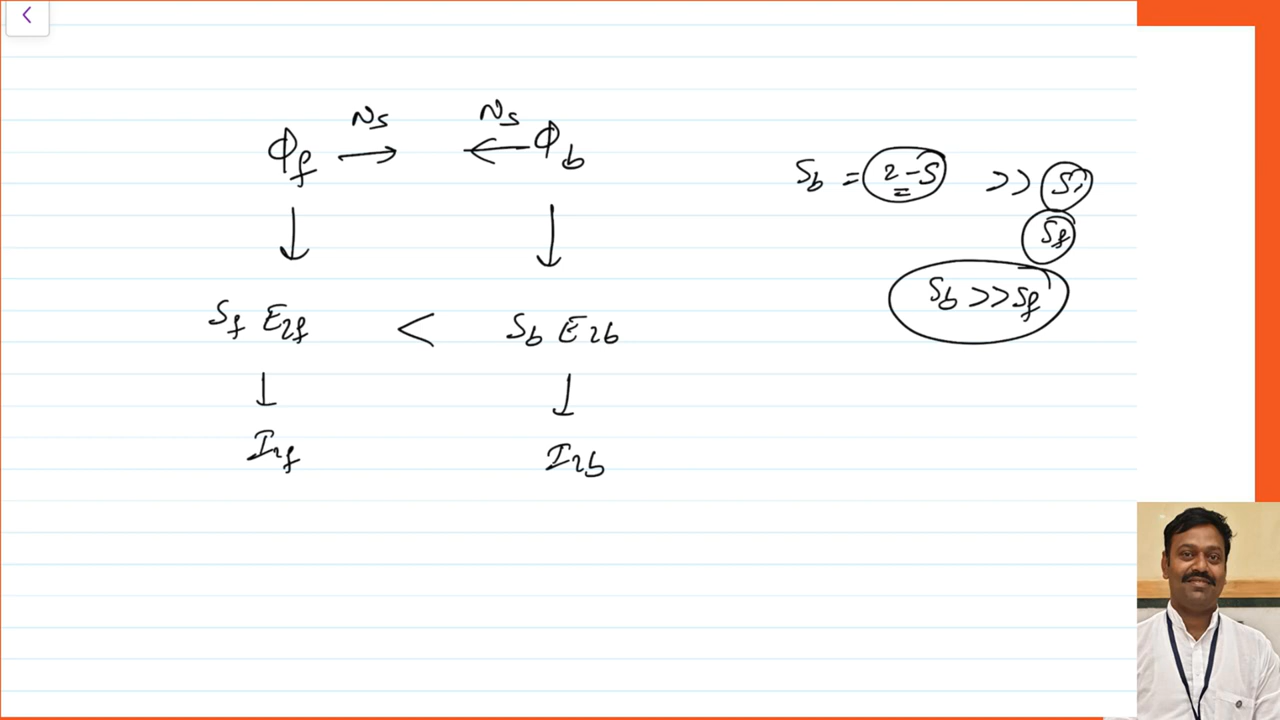 Φf →Ns ←Ns Φb
↓ ↓
Sf E2f < Sb E2b
↓ ↓
I2f I2b
Sb = 2-S >> S
Sf
Sb >> Sf